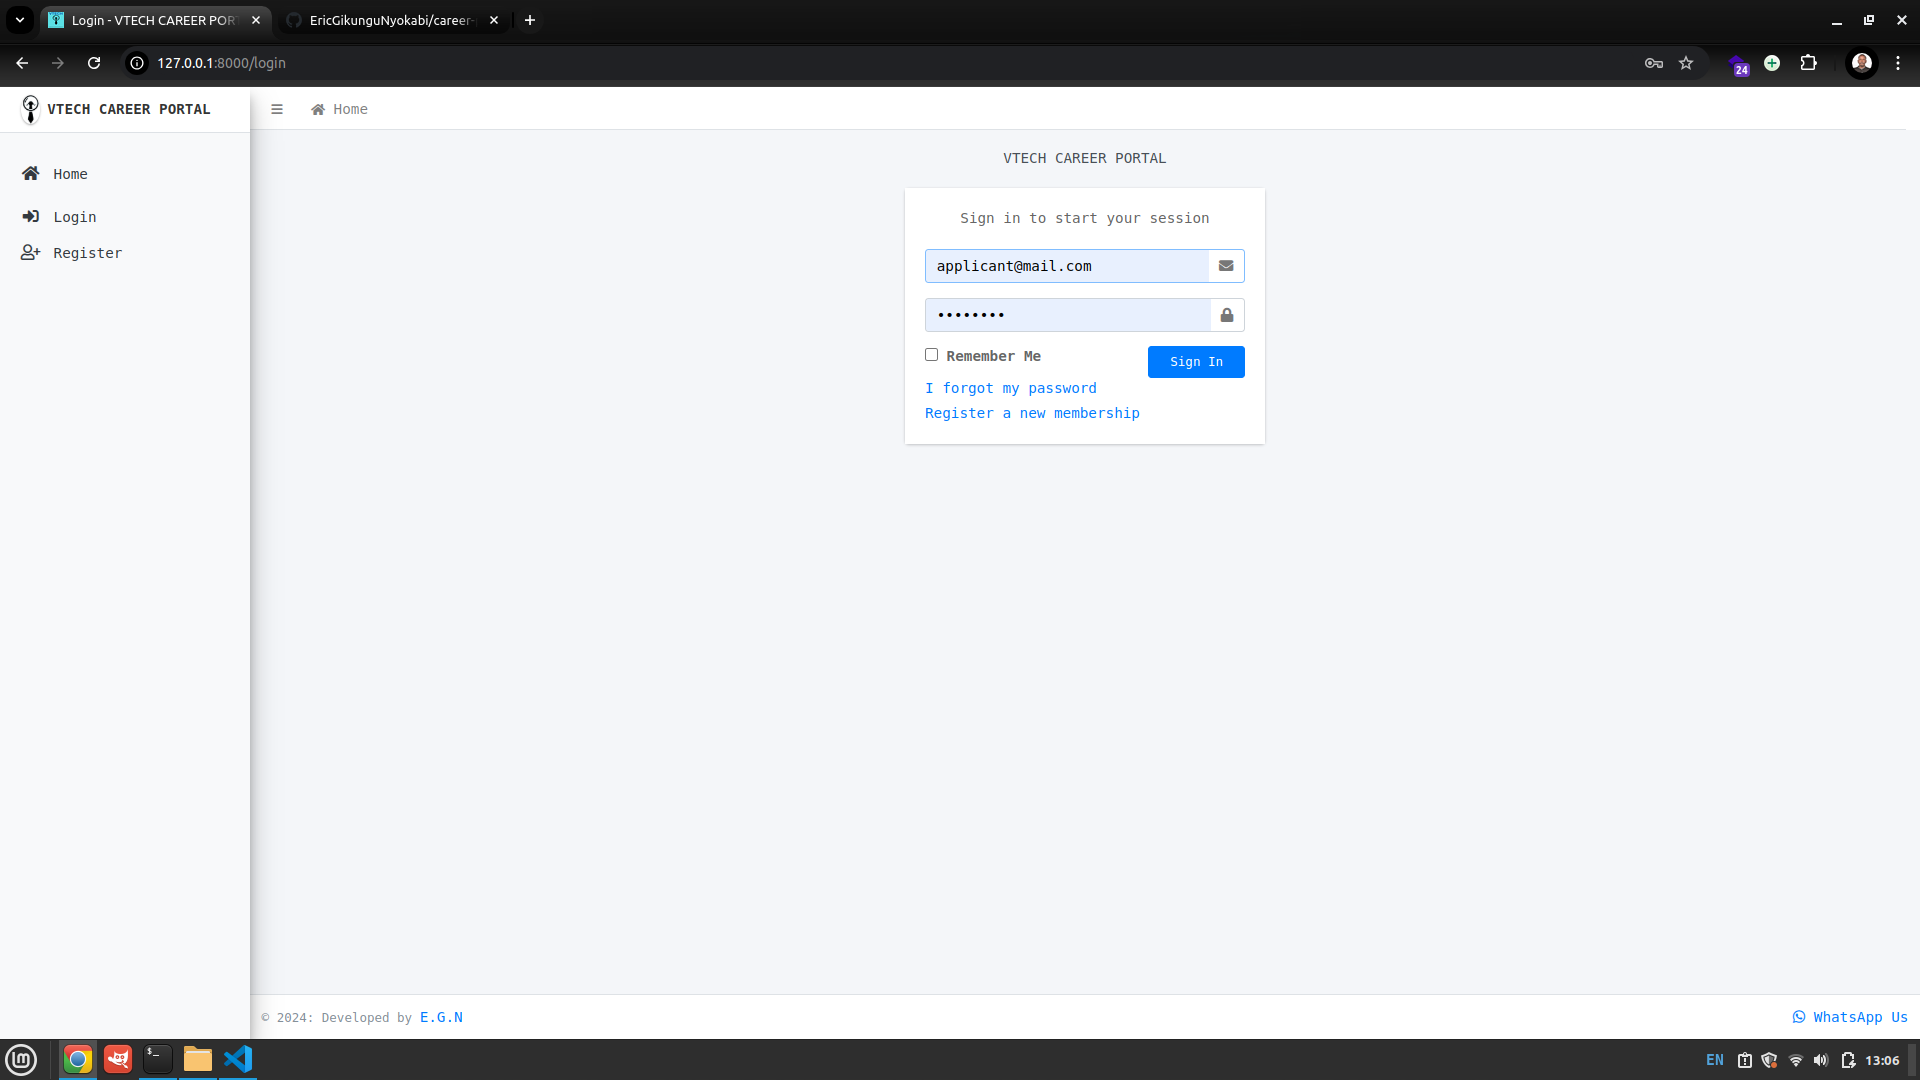 Login - VTECH CAREER POR
EricGikunguNyokabi/career-
127.0.0.1:8000/login
24
VTECH CAREER PORTAL
Home
Home
Login
Register
VTECH CAREER PORTAL
Sign in to start your session
applicant@mail.com
••••••••
Remember Me
Sign In
I forgot my password
Register a new membership
© 2024: Developed by E.G.N
WhatsApp Us
$_
EN
13:06